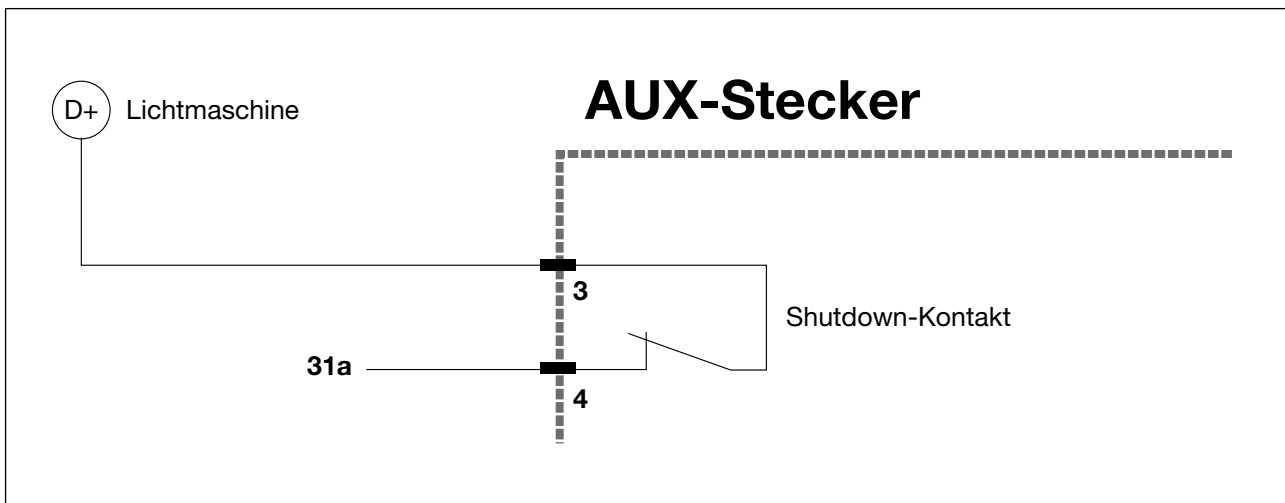 AUX-Stecker
D+ Lichtmaschine
3
Shutdown-Kontakt
31a
4